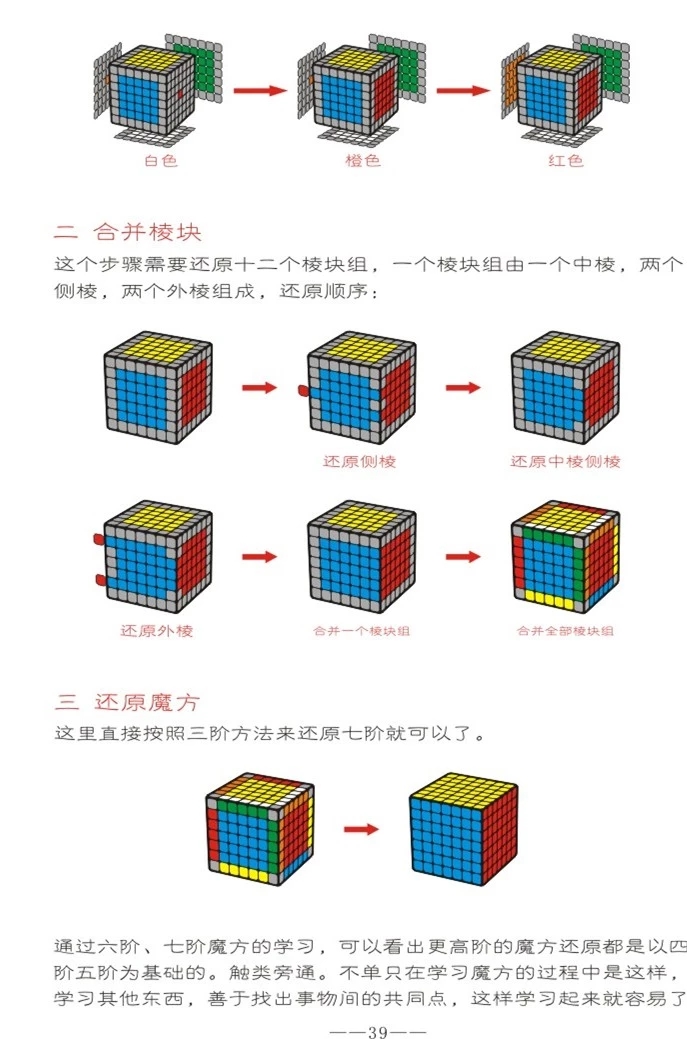 白色 橙色 红色
二 合并棱块
这个步骤需要还原十二个棱块组，一个棱块组由一个中棱，两个
侧棱，两个外棱组成，还原顺序：
还原侧棱 还原中棱侧棱
还原外棱 合并一个棱块组 合并全部棱块组
三 还原魔方
这里直接按照三阶方法来还原七阶就可以了。
通过六阶、七阶魔方的学习，可以看出更高阶的魔方还原都是以四
阶五阶为基础的。触类旁通。不单只在学习魔方的过程中是这样，
学习其他东西，善于找出事物间的共同点，这样学习起来就容易了
——39——